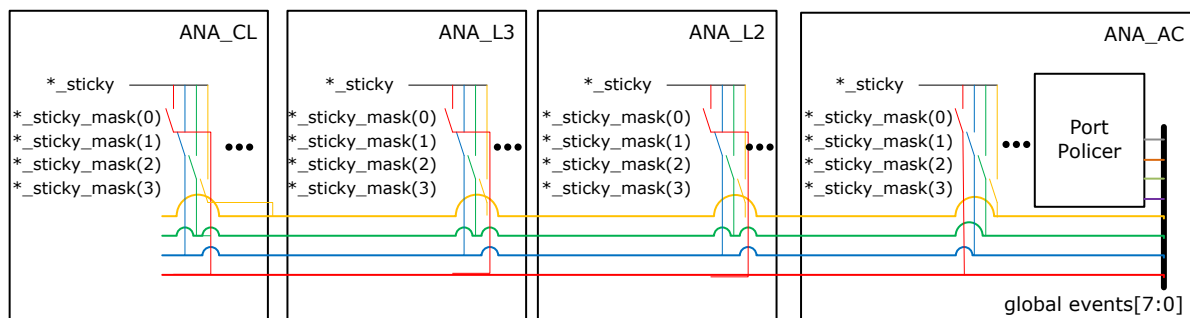 ANA_CL
*_sticky
*_sticky_mask(0)
*_sticky_mask(1)
*_sticky_mask(2)
*_sticky_mask(3)
•••
ANA_L3
*_sticky
*_sticky_mask(0)
*_sticky_mask(1)
*_sticky_mask(2)
*_sticky_mask(3)
•••
ANA_L2
*_sticky
*_sticky_mask(0)
*_sticky_mask(1)
*_sticky_mask(2)
*_sticky_mask(3)
•••
ANA_AC
*_sticky
*_sticky_mask(0)
*_sticky_mask(1)
*_sticky_mask(2)
*_sticky_mask(3)
•••
Port
Policer
global events[7:0]